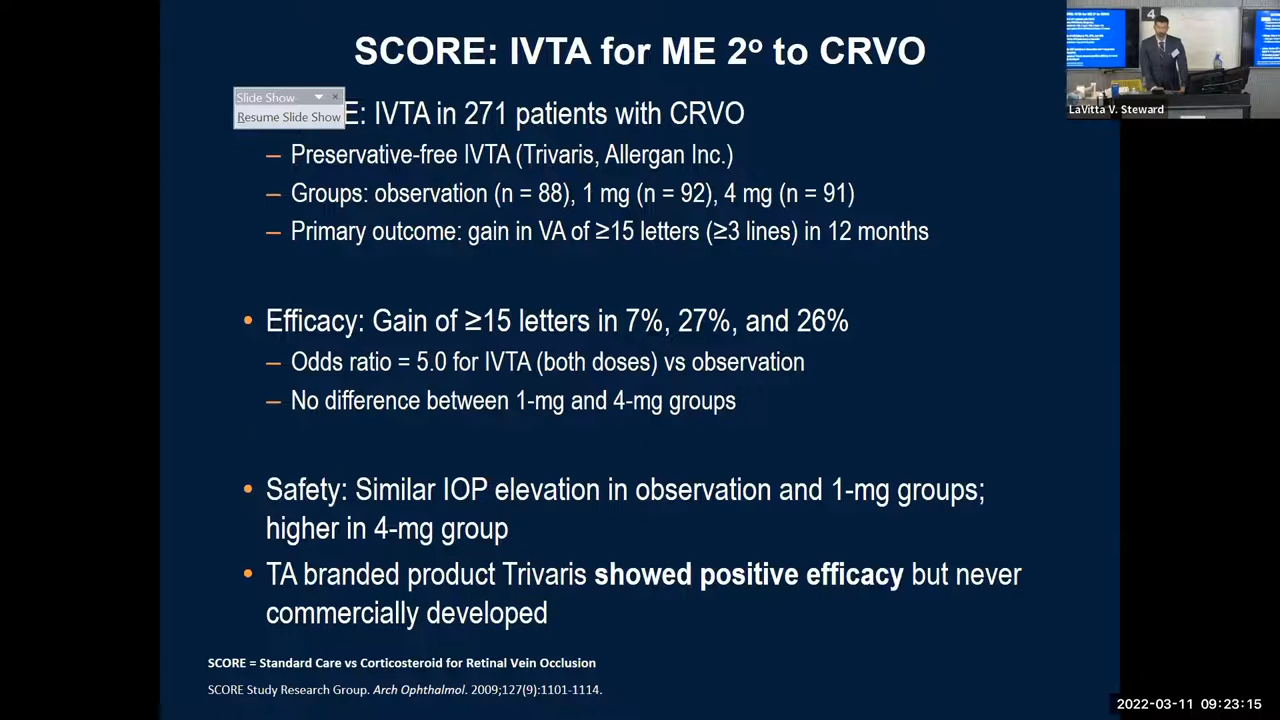 SCORE: IVTA for ME 2º to CRVO
Slide Show
Resume Slide Show
E: IVTA in 271 patients with CRVO
– Preservative-free IVTA (Trivaris, Allergan Inc.)
– Groups: observation (n = 88), 1 mg (n = 92), 4 mg (n = 91)
– Primary outcome: gain in VA of ≥15 letters (≥3 lines) in 12 months
• Efficacy: Gain of ≥15 letters in 7%, 27%, and 26%
– Odds ratio = 5.0 for IVTA (both doses) vs observation
– No difference between 1-mg and 4-mg groups
• Safety: Similar IOP elevation in observation and 1-mg groups;
higher in 4-mg group
• TA branded product Trivaris showed positive efficacy but never
commercially developed
SCORE = Standard Care vs Corticosteroid for Retinal Vein Occlusion
SCORE Study Research Group. Arch Ophthalmol. 2009;127(9):1101-1114.
4
LaVitta V. Steward
2022-03-11 09:23:15